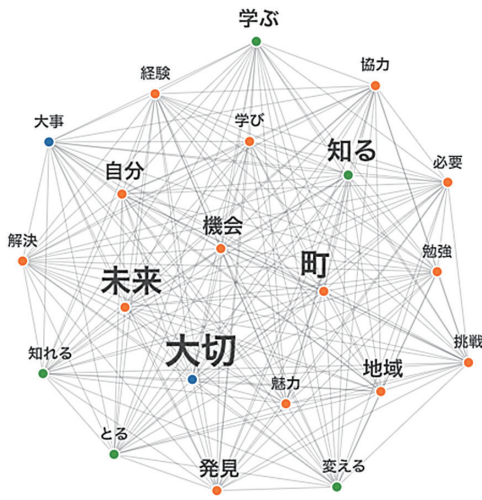 学ぶ
経験
協力
大事
学び
知る
自分
必要
機会
解決
勉強
町
未来
挑戦
知れる
大切
地域
魅力
とる
発見
変える